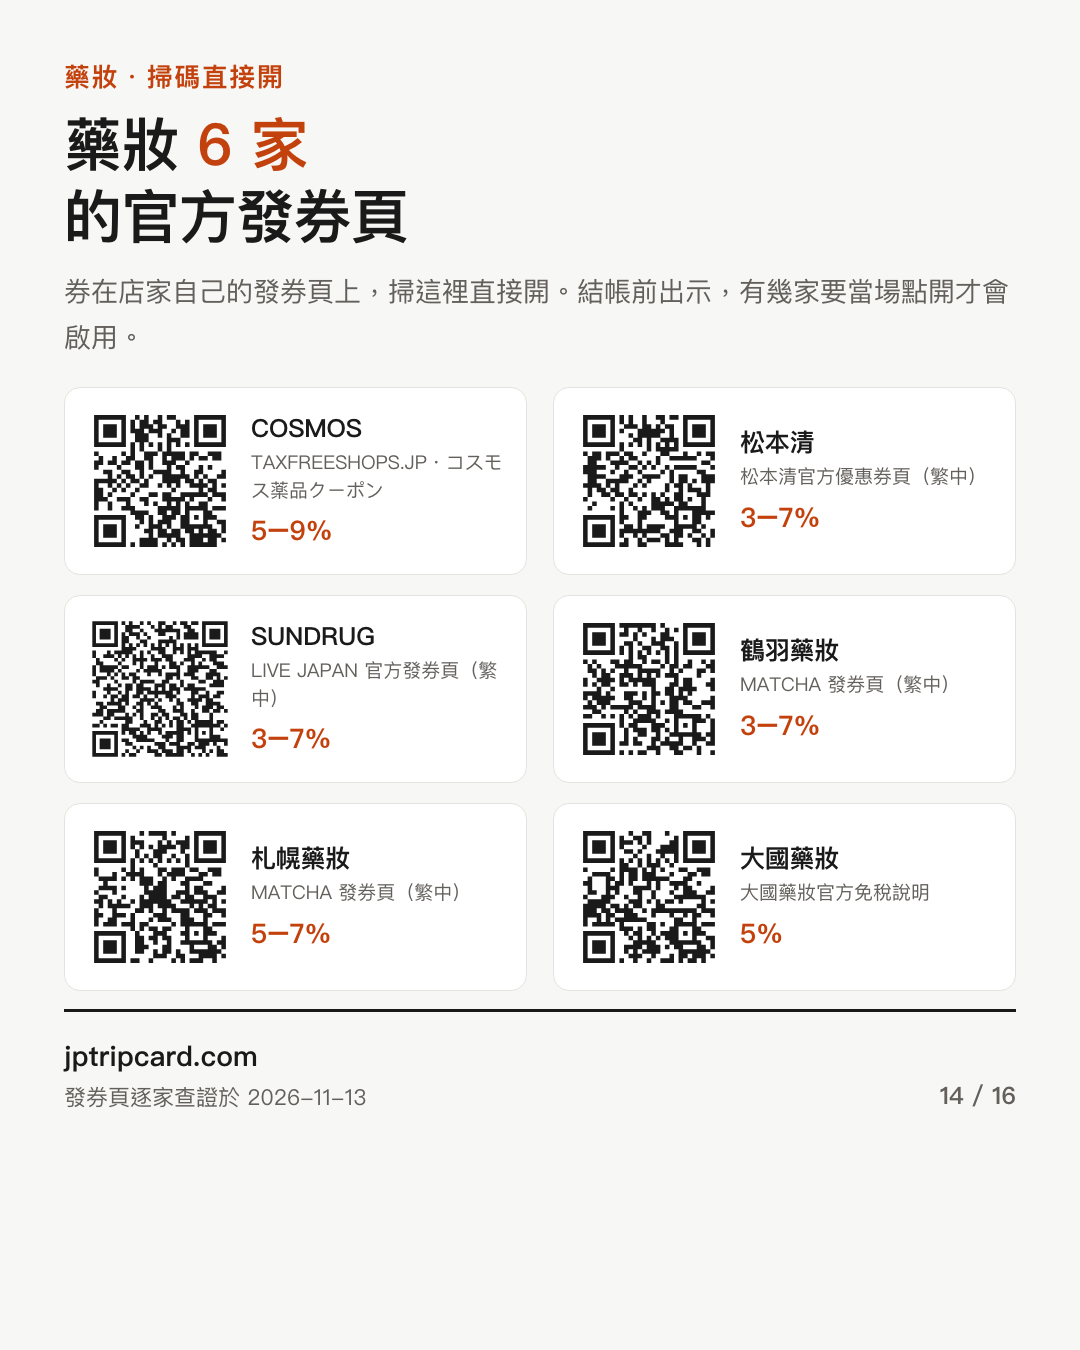 藥妝 · 掃碼直接開
藥妝 6 家
的官方發券頁
券在店家自己的發券頁上，掃這裡直接開。結帳前出示，有幾家要當場點開才會
啟用。
COSMOS
TAXFREESHOPS.JP · コスモ
ス薬品クーポン
5–9%
松本清
松本清官方優惠券頁（繁中）
3–7%
SUNDRUG
LIVE JAPAN 官方發券頁（繁
中）
3–7%
鶴羽藥妝
MATCHA 發券頁（繁中）
3–7%
札幌藥妝
MATCHA 發券頁（繁中）
5–7%
大國藥妝
大國藥妝官方免稅說明
5%
jptripcard.com
發券頁逐家查證於 2026-11-13
14 / 16